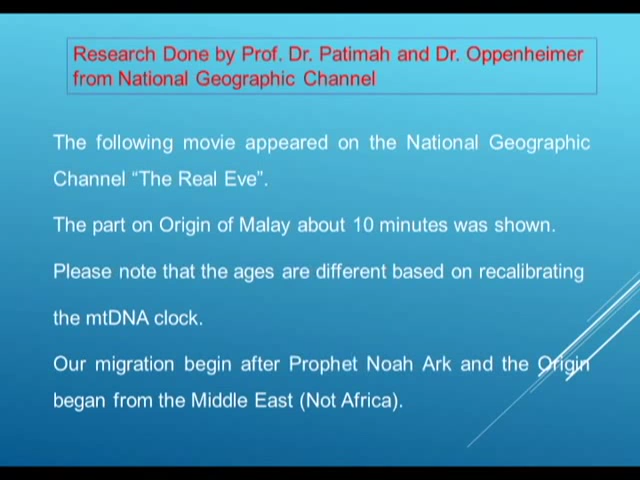 Research Done by Prof. Dr. Patimah and Dr. Oppenheimer
from National Geographic Channel
The following movie appeared on the National Geographic
Channel “The Real Eve”.
The part on Origin of Malay about 10 minutes was shown.
Please note that the ages are different based on recalibrating
the mtDNA clock.
Our migration begin after Prophet Noah Ark and the Origin
began from the Middle East (Not Africa).